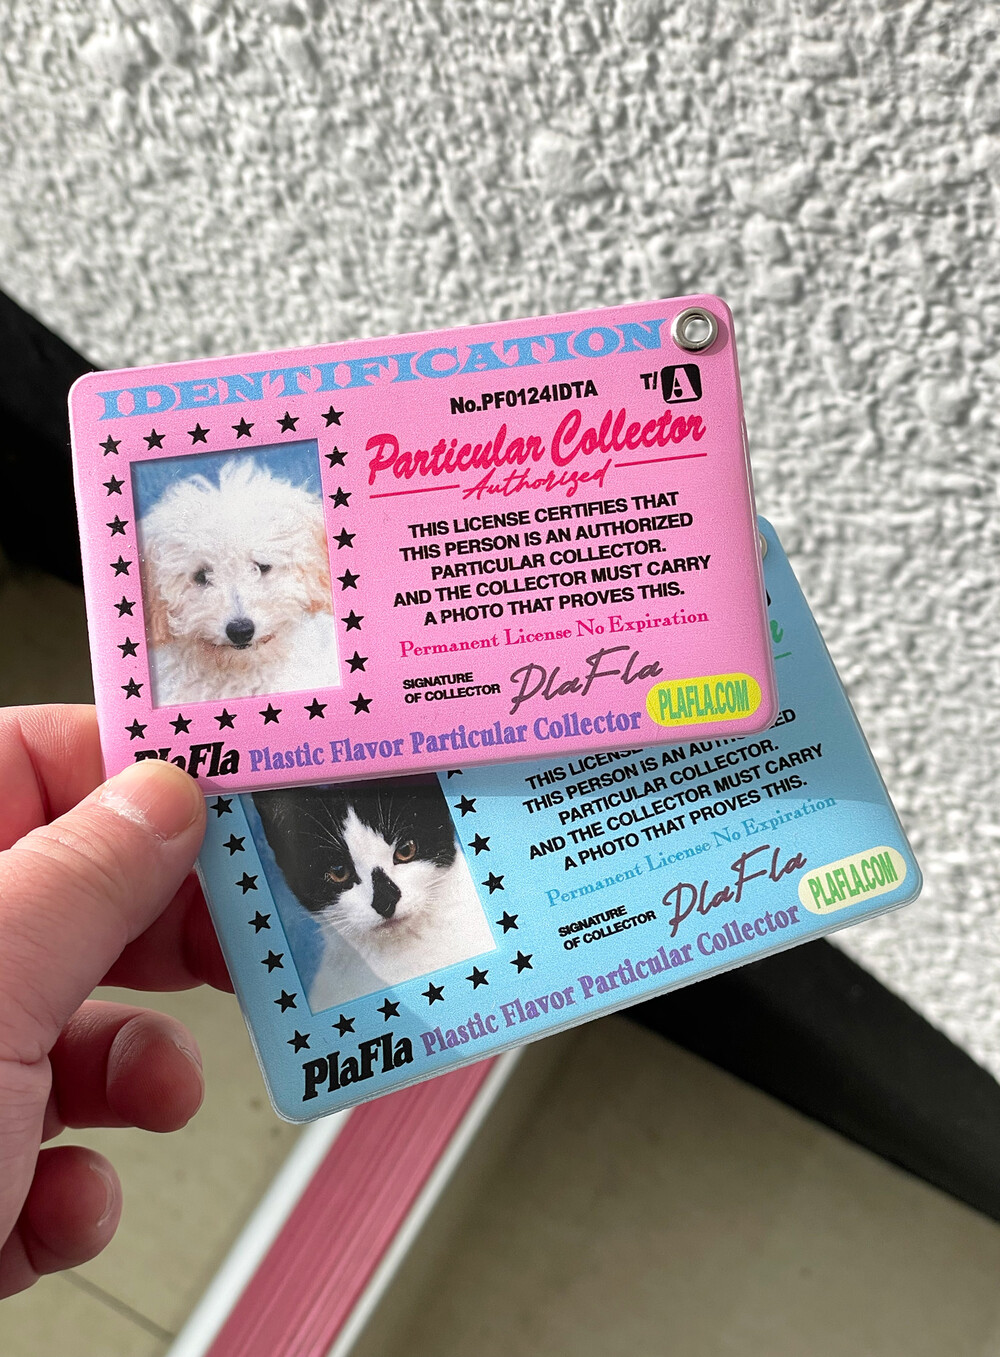 IDENTIFICATION
No.PF0124IDTA
T/A
Particular Collector
Authorized
THIS LICENSE CERTIFIES THAT
THIS PERSON IS AN AUTHORIZED
PARTICULAR COLLECTOR.
AND THE COLLECTOR MUST CARRY
A PHOTO THAT PROVES THIS.
Permanent License No Expiration
SIGNATURE
OF COLLECTOR
PlaFla
PLAFLA.COM
PlaFla Plastic Flavor Particular Collector
THIS LICENSE
THIS PERSON IS AN
PARTICULAR COLLECTOR.
AND THE COLLECTOR MUST CARRY
A PHOTO THAT PROVES THIS.
Permanent License No Expiration
SIGNATURE
OF COLLECTOR
PlaFla
PLAFLA.COM
PlaFla Plastic Flavor Particular Collector